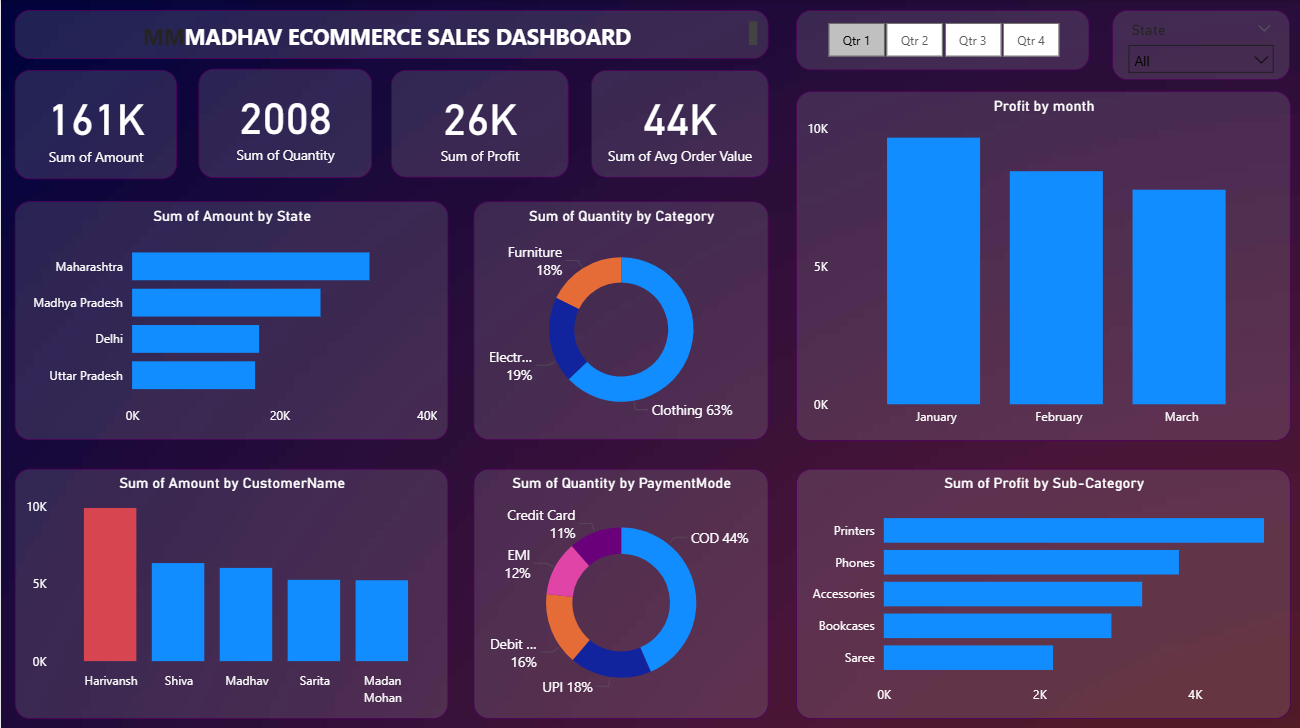 MMMADHAV ECOMMERCE SALES DASHBOARD
Qtr 1
Qtr 2
Qtr 3
Qtr 4
State
All
161K
Sum of Amount
2008
Sum of Quantity
26K
Sum of Profit
44K
Sum of Avg Order Value
Profit by month
10K
5K
0K
January
February
March
Sum of Amount by State
Maharashtra
Madhya Pradesh
Delhi
Uttar Pradesh
0K
20K
40K
Sum of Quantity by Category
Furniture
18%
Electr...
19%
Clothing 63%
Sum of Amount by CustomerName
10K
5K
0K
Harivansh
Shiva
Madhav
Sarita
Madan
Mohan
Sum of Quantity by PaymentMode
Credit Card
11%
COD 44%
EMI
12%
Debit ...
16%
UPI 18%
Sum of Profit by Sub-Category
Printers
Phones
Accessories
Bookcases
Saree
0K
2K
4K